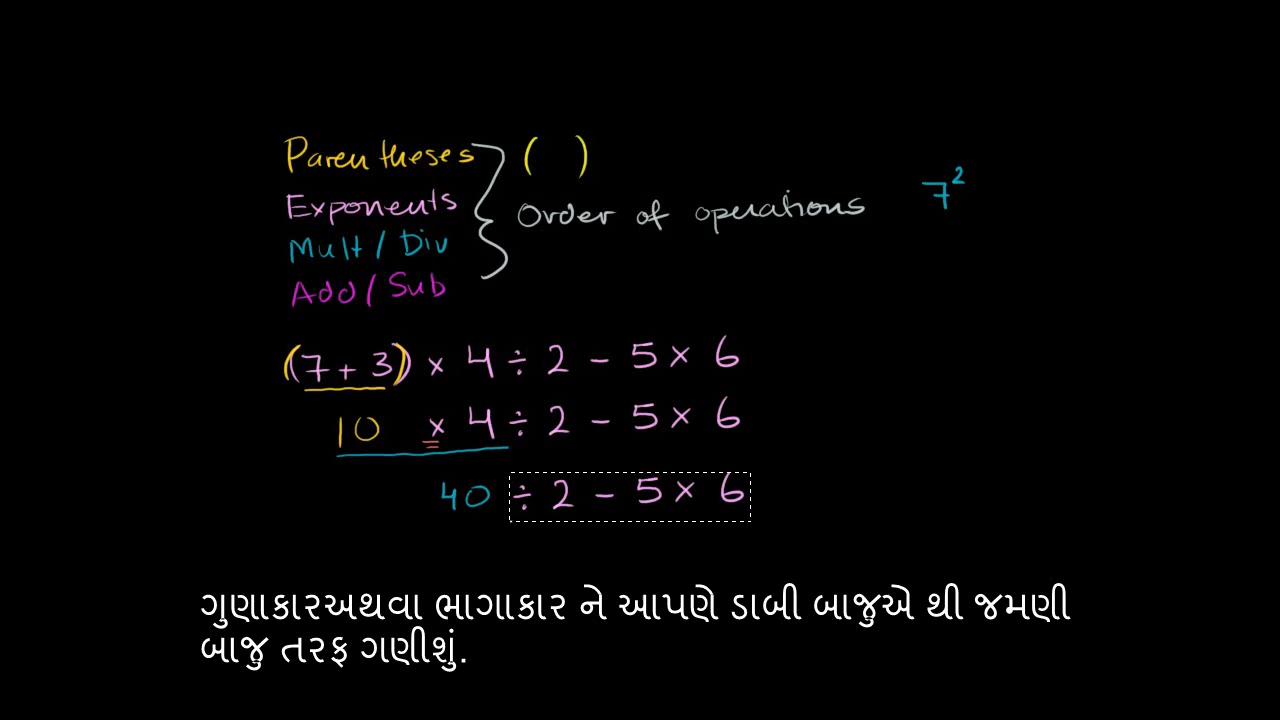 Parentheses ( )
Exponents
Order of operations 7²
Mult / Div
Add / Sub
(7 + 3) × 4 ÷ 2 − 5 × 6
10 × 4 ÷ 2 − 5 × 6
40 ÷ 2 − 5 × 6
ગુણાકારઅથવા ભાગાકાર ને આપણે ડાબી બાજુએ થી જમણી
બાજુ તરફ ગણીશું.